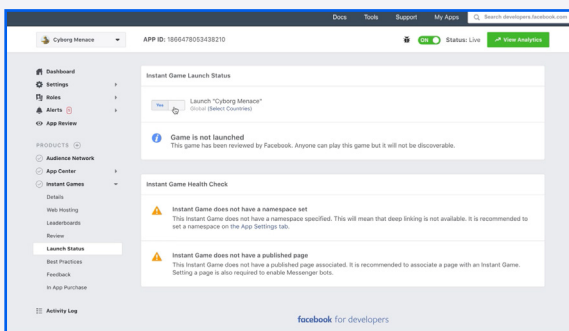 Docs Tools Support My Apps Search developers.facebook.com
Cyborg Menace APP ID: 1866478053438210 ON Status: Live View Analytics
Dashboard
Settings
Roles
Alerts
App Review
PRODUCTS
Audience Network
App Center
Instant Games
Details
Web Hosting
Leaderboards
Review
Launch Status
Best Practices
Feedback
In App Purchase
Activity Log
Instant Game Launch Status
Yes
Launch "Cyborg Menace"
Global (Select Countries)
Game is not launched
This game has been reviewed by Facebook. Anyone can play this game but it will not be discoverable.
Instant Game Health Check
Instant Game does not have a namespace set
This Instant Game does not have a namespace specified. This will mean that deep linking is not available. It is recommended to
set a namespace on the App Settings tab.
Instant Game does not have a published page
This Instant Game does not have a published page associated. It is recommended to associate a page with an Instant Game.
Setting a page is also required to enable Messenger bots.
facebook for developers